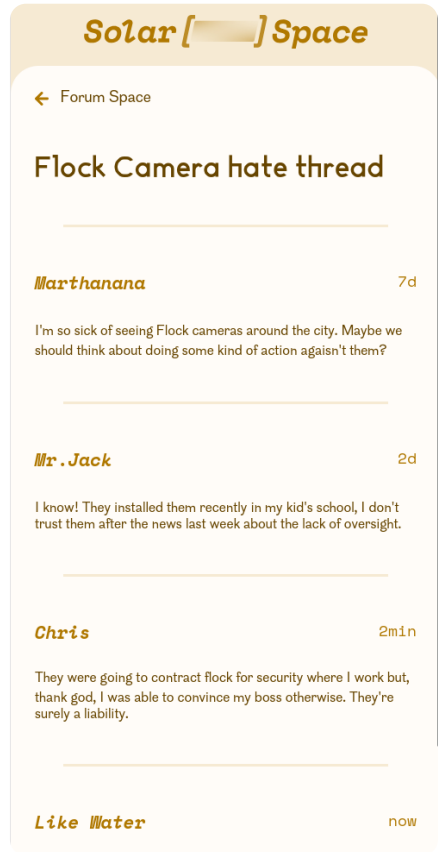 Solar [ ] Space
← Forum Space
Flock Camera hate thread
Marthanana 7d
I'm so sick of seeing Flock cameras around the city. Maybe we
should think about doing some kind of action agaisn't them?
Mr.Jack 2d
I know! They installed them recently in my kid's school, I don't
trust them after the news last week about the lack of oversight.
Chris 2min
They were going to contract flock for security where I work but,
thank god, I was able to convince my boss otherwise. They're
surely a liability.
Like Water now